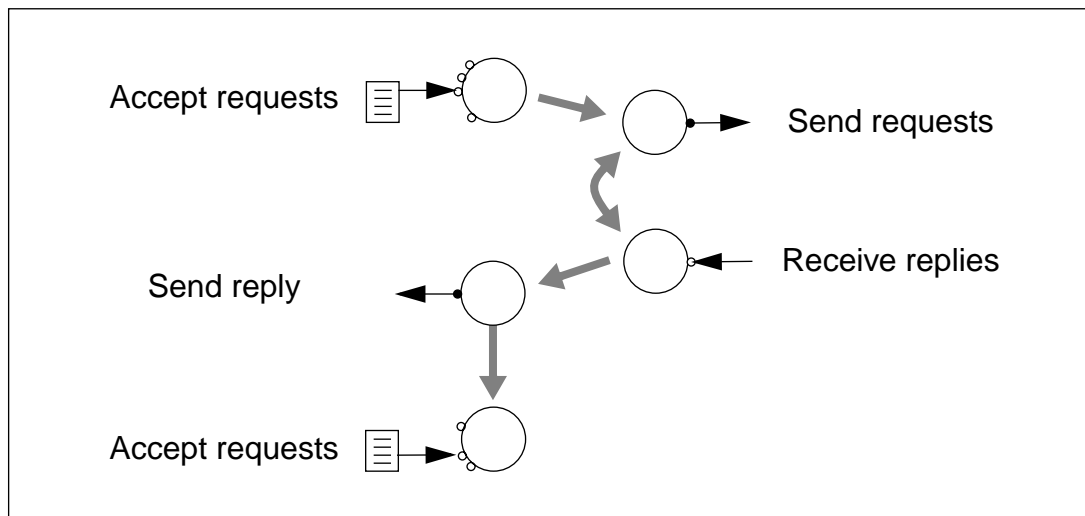 Accept requests
Send requests
Receive replies
Send reply
Accept requests